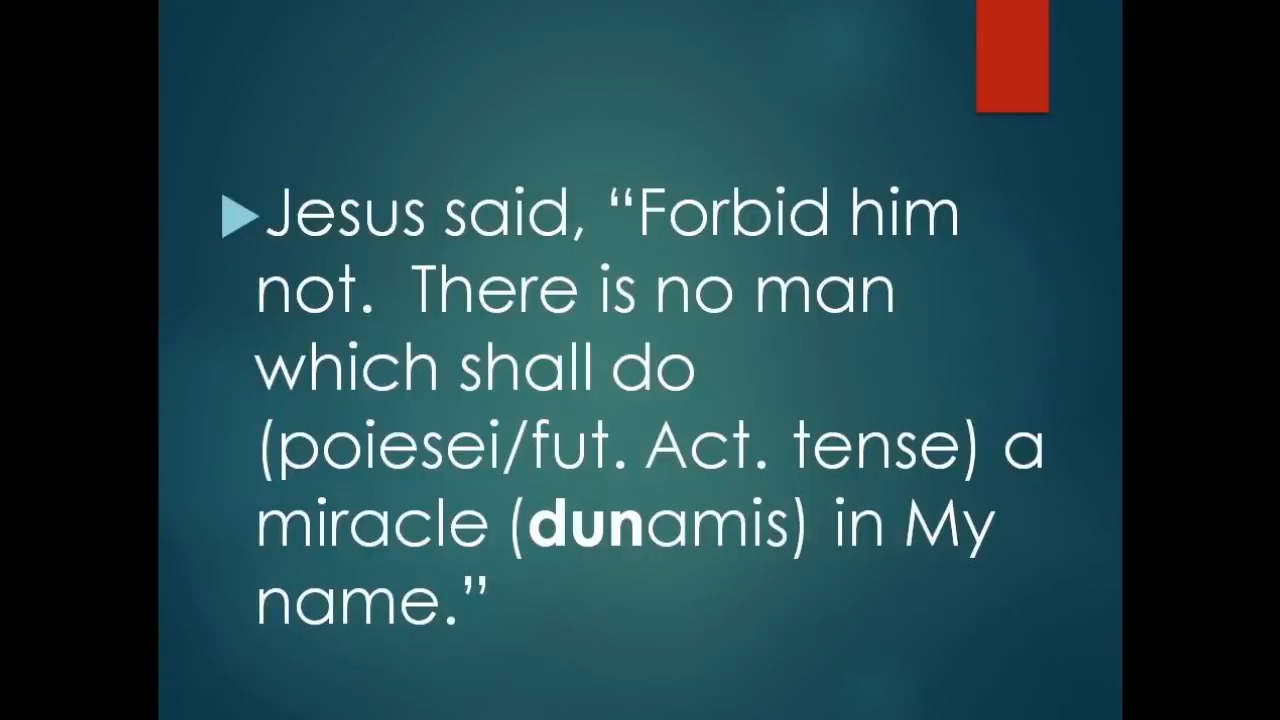 Jesus said, “Forbid him
not.  There is no man
which shall do
(poiesei/fut. Act. tense) a
miracle (dunamis) in My
name.”